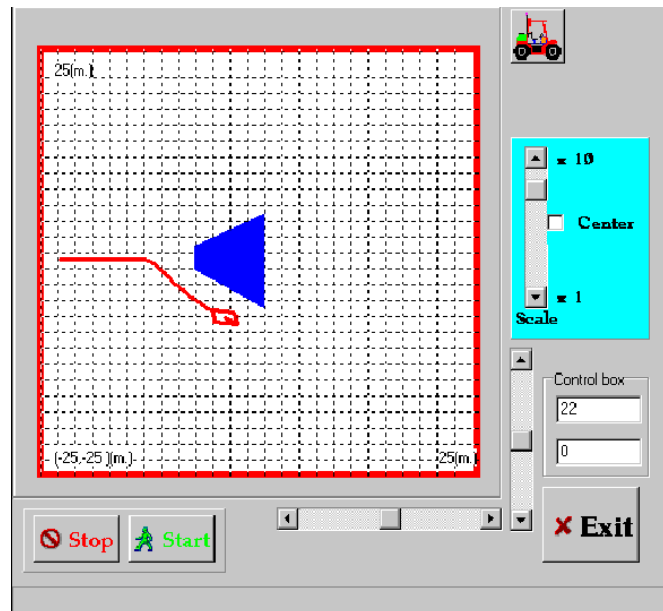 25(m.)
× 10
Center
× 1
Scale
Control box
22
0
(-25,-25)(m.)
25(m.)
Stop
Start
Exit